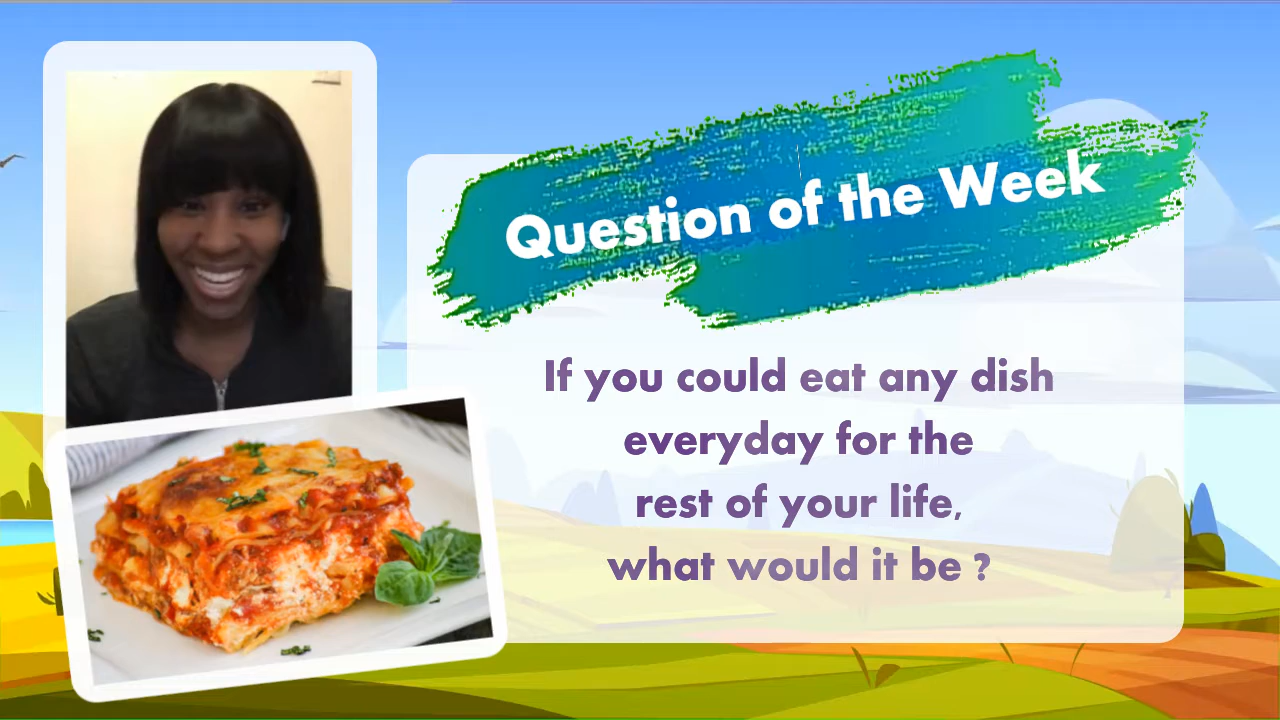 Question of the Week
If you could eat any dish
everyday for the
rest of your life,
what would it be ?